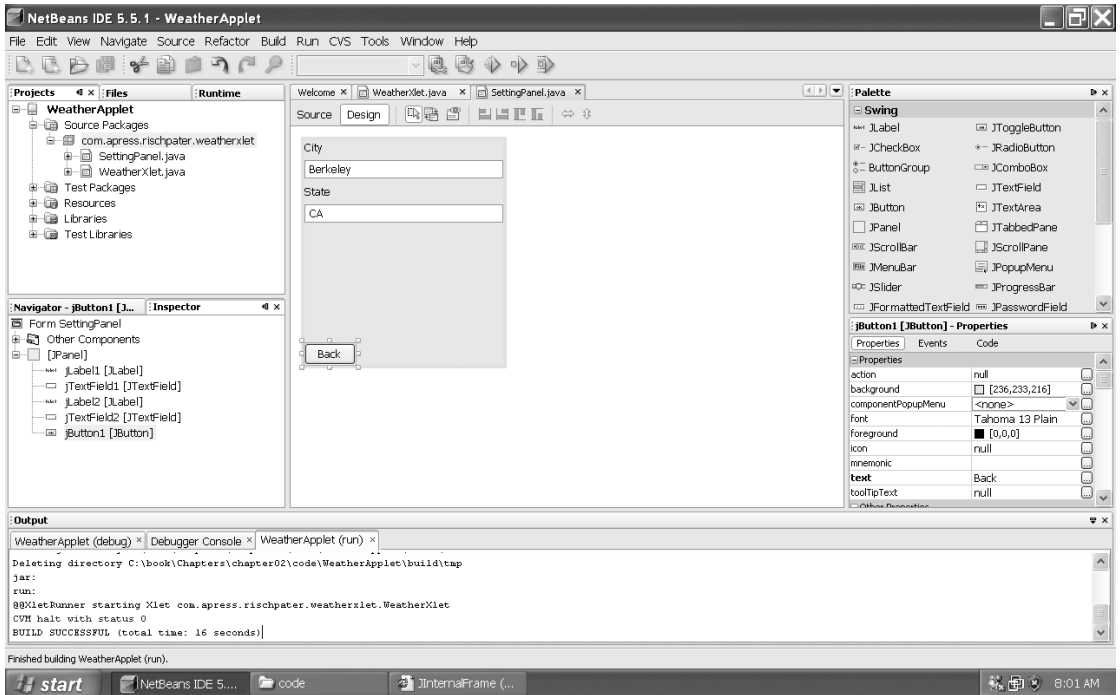 NetBeans IDE 5.5.1 - WeatherApplet
File Edit View Navigate Source Refactor Build Run CVS Tools Window Help
Projects Files Runtime
WeatherApplet
Source Packages
com.apress.rischpater.weatherxlet
SettingPanel.java
WeatherXlet.java
Test Packages
Resources
Libraries
Test Libraries
Navigator - jButton1 [J... Inspector
Form SettingPanel
Other Components
[JPanel]
jLabel1 [JLabel]
jTextField1 [JTextField]
jLabel2 [JLabel]
jTextField2 [JTextField]
jButton1 [JButton]
Welcome WeatherXlet.java SettingPanel.java
Source Design
City
Berkeley
State
CA
Back
Palette
Swing
JLabel JToggleButton
JCheckBox JRadioButton
ButtonGroup JComboBox
JList JTextField
JButton JTextArea
JPanel JTabbedPane
JScrollBar JScrollPane
JMenuBar JPopupMenu
JSlider JProgressBar
JFormattedTextField JPasswordField
jButton1 [JButton] - Properties
Properties Events Code
Properties
action null
background [236,233,216]
componentPopupMenu <none>
font Tahoma 13 Plain
foreground [0,0,0]
icon null
mnemonic
text Back
toolTipText null
Other Properties
Output
WeatherApplet (debug) Debugger Console WeatherApplet (run)
Deleting directory C:\book\Chapters\chapter02\code\WeatherApplet\build\tmp
jar:
run:
@@XletRunner starting Xlet com.apress.rischpater.weatherxlet.WeatherXlet
CVM halt with status 0
BUILD SUCCESSFUL (total time: 16 seconds)
Finished building WeatherApplet (run).
start NetBeans IDE 5.... code JInternalFrame (... 8:01 AM